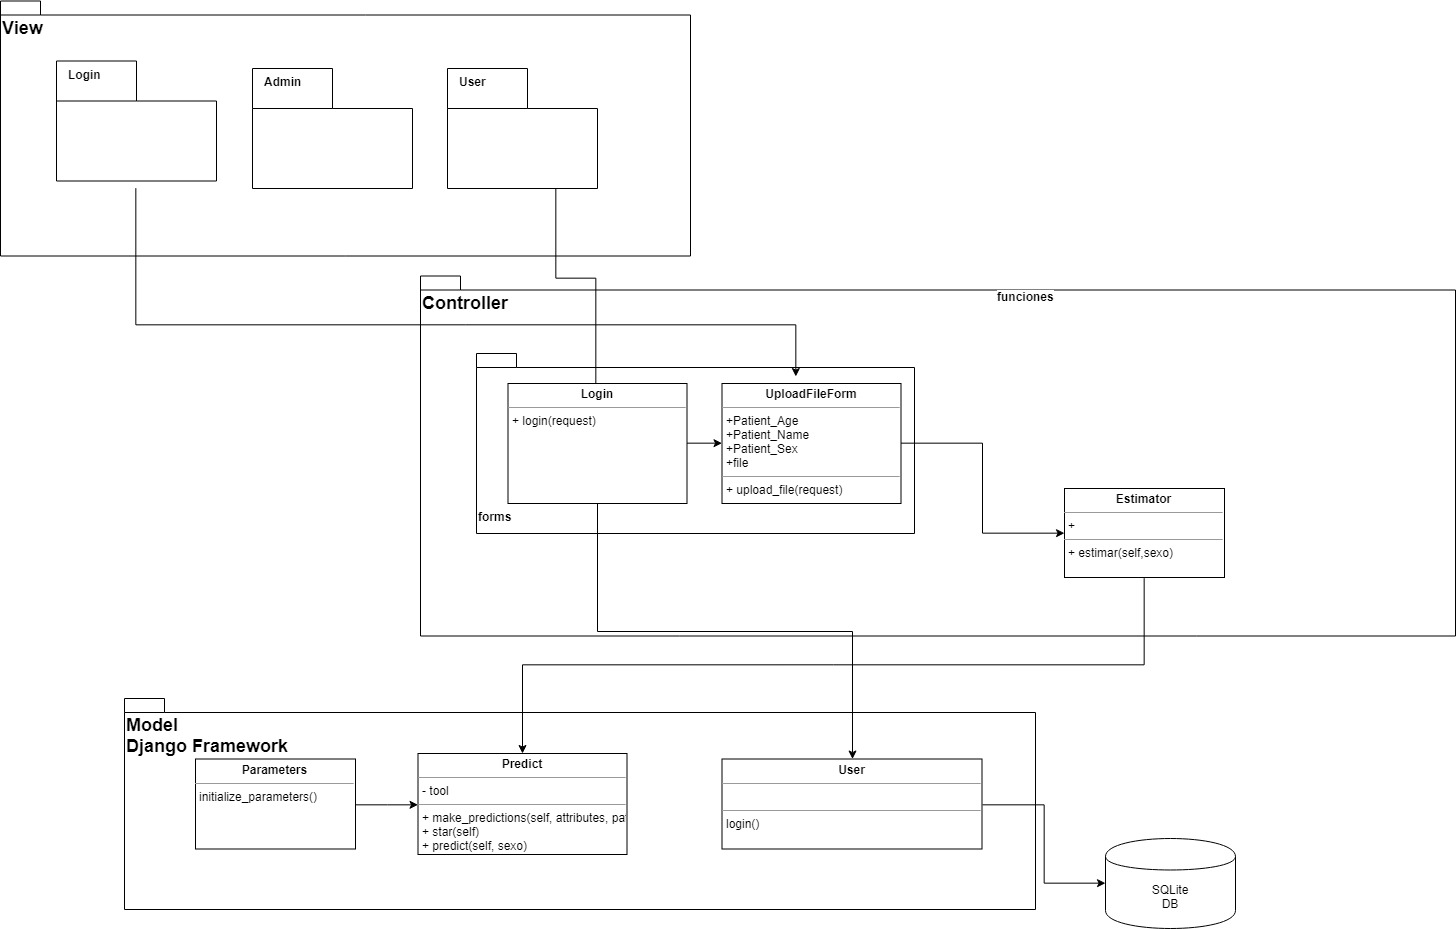 View
Login
Admin
User
Controller
funciones
Login
+ login(request)
UploadFileForm
+Patient_Age
+Patient_Name
+Patient_Sex
+file
+ upload_file(request)
forms
Estimator
+
+ estimar(self,sexo)
Model
Django Framework
Parameters
initialize_parameters()
Predict
- tool
+ make_predictions(self, attributes, pat
+ star(self)
+ predict(self, sexo)
User
login()
SQLite
DB